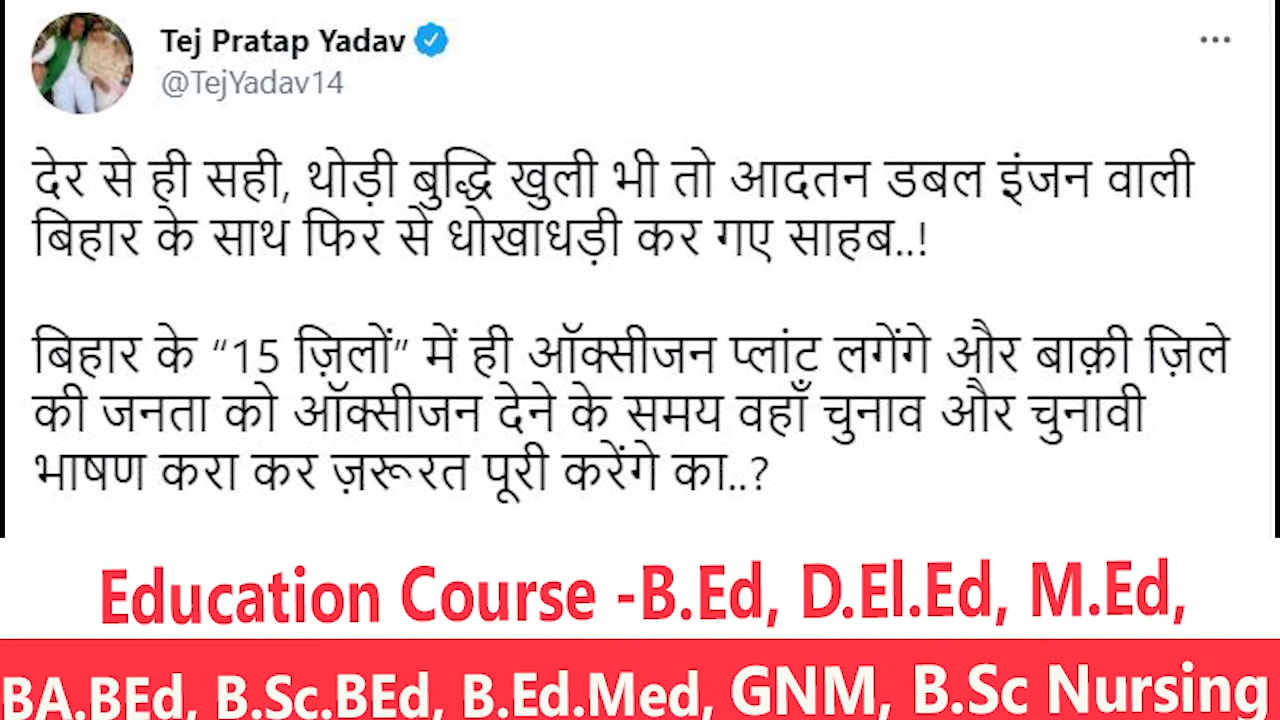 Tej Pratap Yadav
@TejYadav14
देर से ही सही, थोड़ी बुद्धि खुली भी तो आदतन डबल इंजन वाली
बिहार के साथ फिर से धोखाधड़ी कर गए साहब..!
बिहार के “15 ज़िलों” में ही ऑक्सीजन प्लांट लगेंगे और बाक़ी ज़िले
की जनता को ऑक्सीजन देने के समय वहाँ चुनाव और चुनावी
भाषण करा कर ज़रूरत पूरी करेंगे का..?
Education Course -B.Ed, D.El.Ed, M.Ed,
BA.BEd, B.Sc.BEd, B.Ed.Med, GNM, B.Sc Nursing